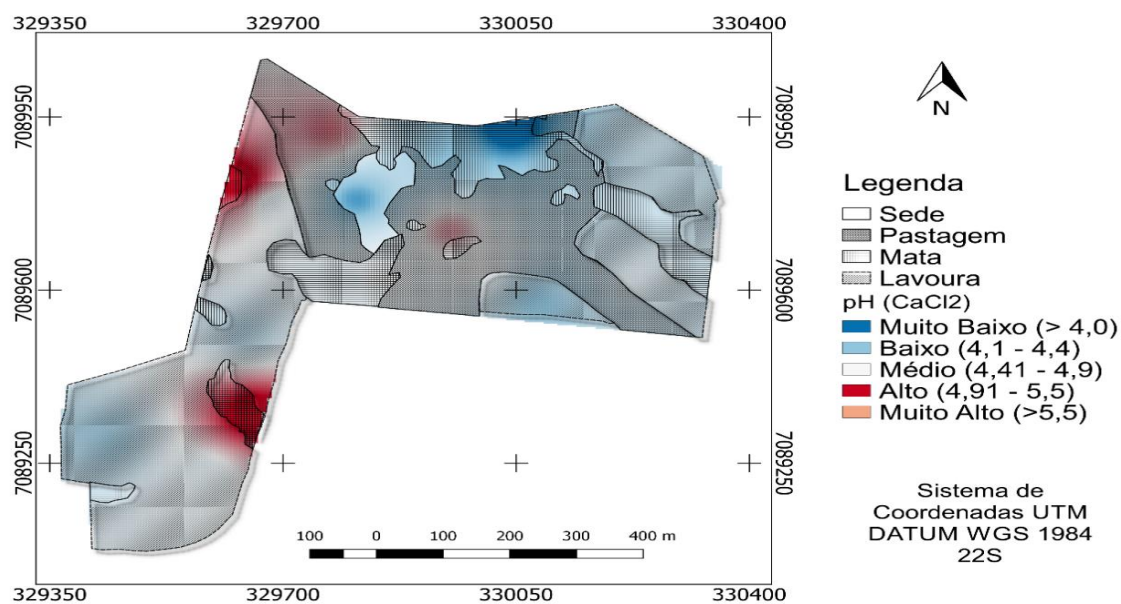 329350 329700 330050 330400
7089950 7089950
7089600 7089600
7089250 7089250
100 0 100 200 300 400 m
329350 329700 330050 330400
N
Legenda
Sede
Pastagem
Mata
Lavoura
pH (CaCl2)
Muito Baixo (> 4,0)
Baixo (4,1 - 4,4)
Médio (4,41 - 4,9)
Alto (4,91 - 5,5)
Muito Alto (>5,5)
Sistema de
Coordenadas UTM
DATUM WGS 1984
22S